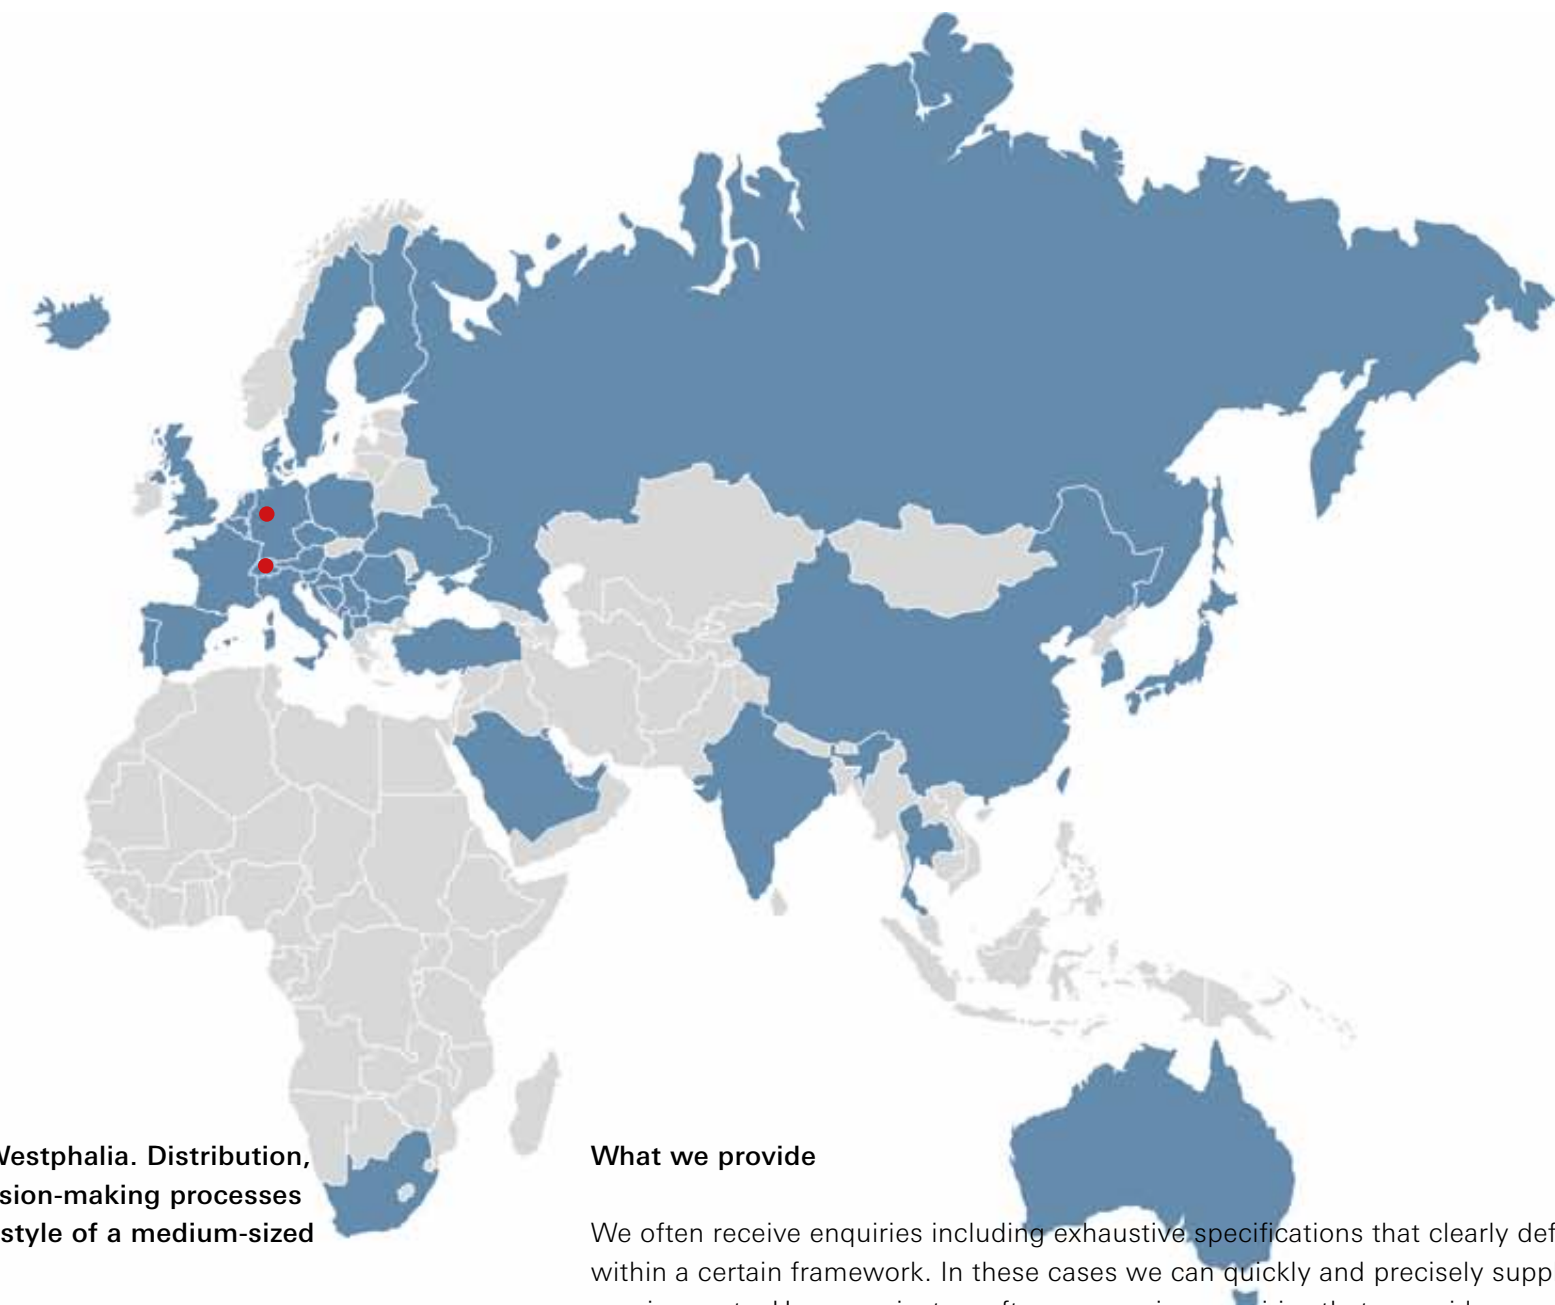 Westphalia. Distribution,
sion-making processes
style of a medium-sized
What we provide
We often receive enquiries including exhaustive specifications that clearly def
within a certain framework. In these cases we can quickly and precisely supp